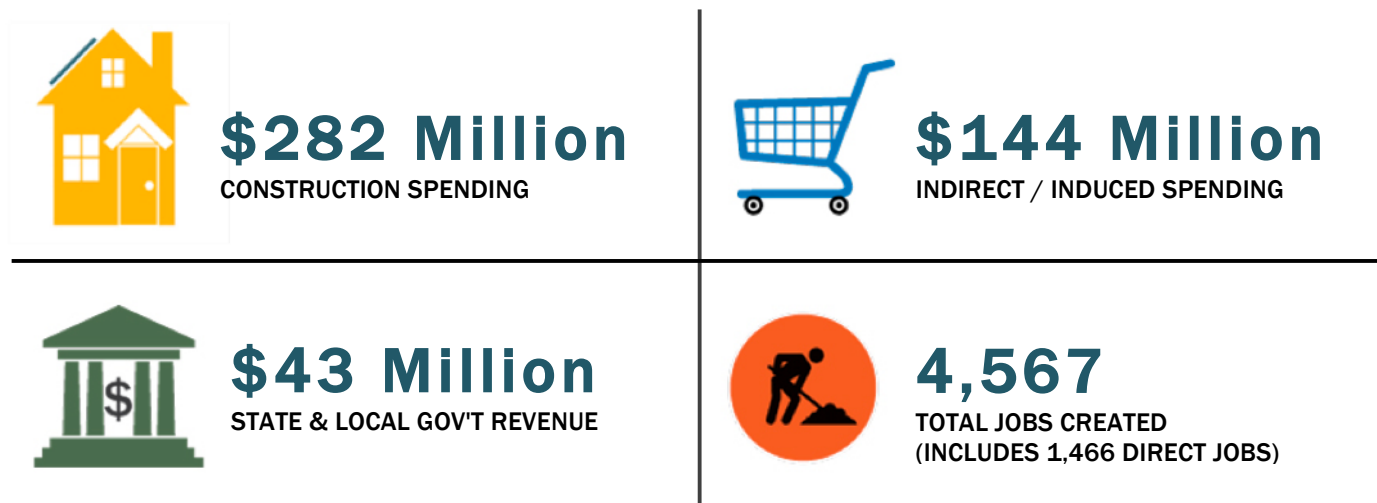 $282 Million
CONSTRUCTION SPENDING
$144 Million
INDIRECT / INDUCED SPENDING
$
$43 Million
STATE & LOCAL GOV'T REVENUE
4,567
TOTAL JOBS CREATED
(INCLUDES 1,466 DIRECT JOBS)